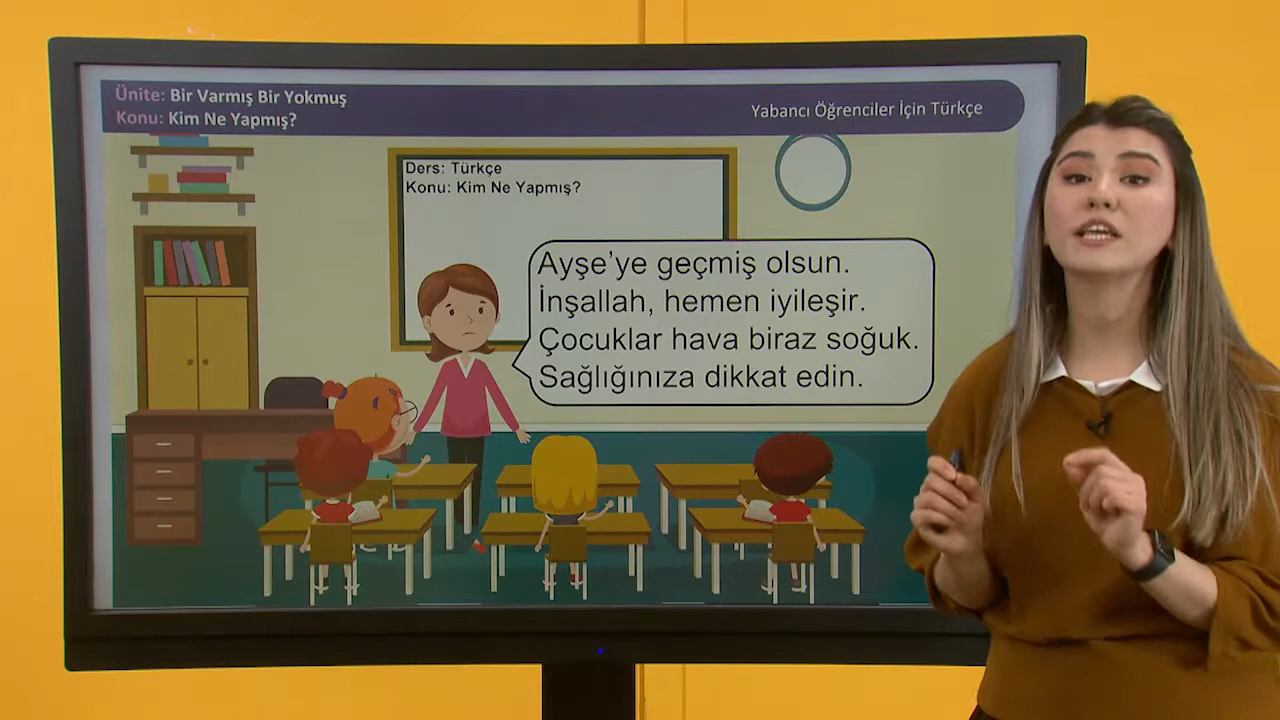 Ünite: Bir Varmış Bir Yokmuş
Konu: Kim Ne Yapmış?
Yabancı Öğrenciler İçin Türkçe
Ders: Türkçe
Konu: Kim Ne Yapmış?
Ayşe'ye geçmiş olsun.
İnşallah, hemen iyileşir.
Çocuklar hava biraz soğuk.
Sağlığınıza dikkat edin.